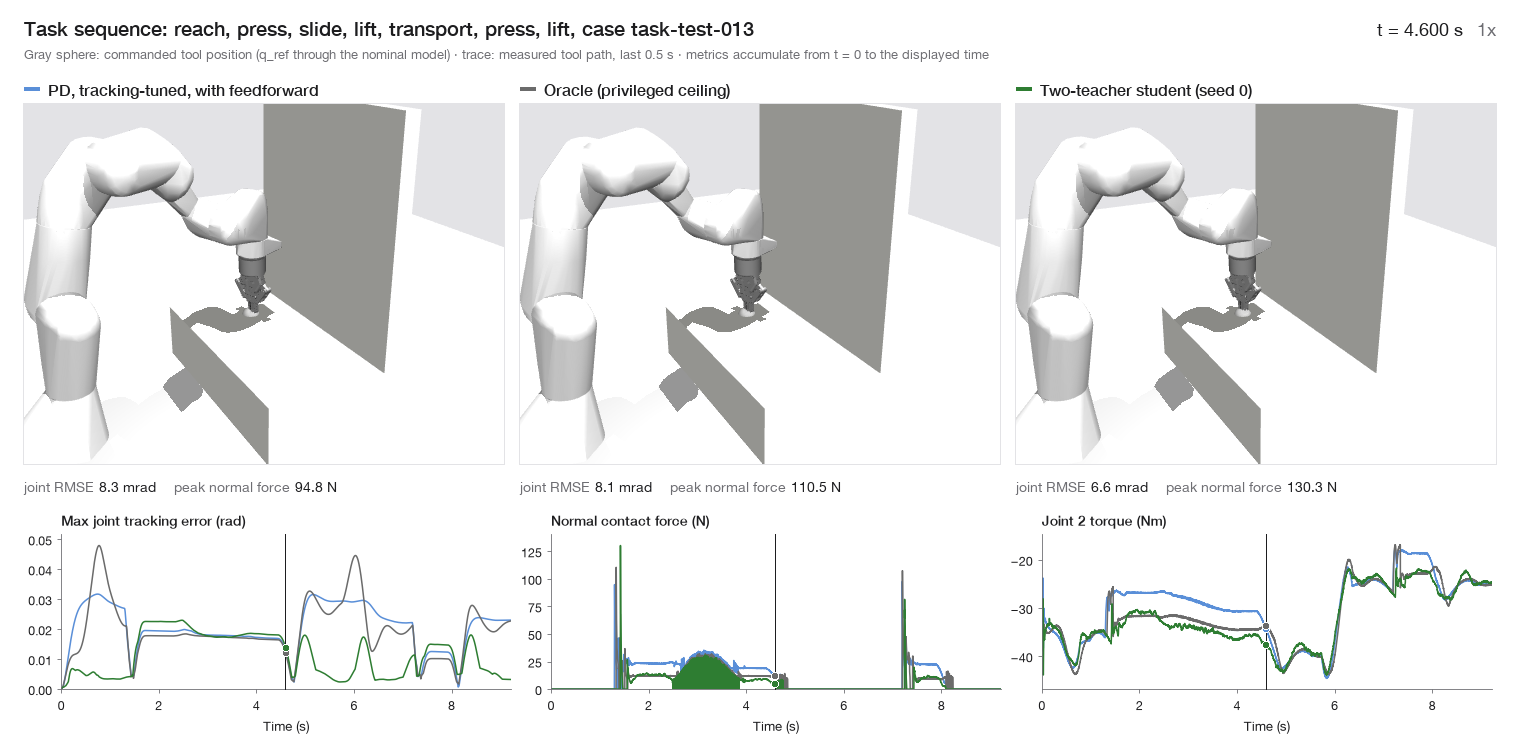 Task sequence: reach, press, slide, lift, transport, press, lift, case task-test-013
t = 4.600 s 1x
Gray sphere: commanded tool position (q_ref through the nominal model) · trace: measured tool path, last 0.5 s · metrics accumulate from t = 0 to the displayed time
PD, tracking-tuned, with feedforward
Oracle (privileged ceiling)
Two-teacher student (seed 0)
joint RMSE 8.3 mrad peak normal force 94.8 N
joint RMSE 8.1 mrad peak normal force 110.5 N
joint RMSE 6.6 mrad peak normal force 130.3 N
Max joint tracking error (rad)
0.05
0.04
0.03
0.02
0.01
0.00
0 2 4 6 8
Time (s)
Normal contact force (N)
125
100
75
50
25
0
0 2 4 6 8
Time (s)
Joint 2 torque (Nm)
−20
−30
−40
0 2 4 6 8
Time (s)